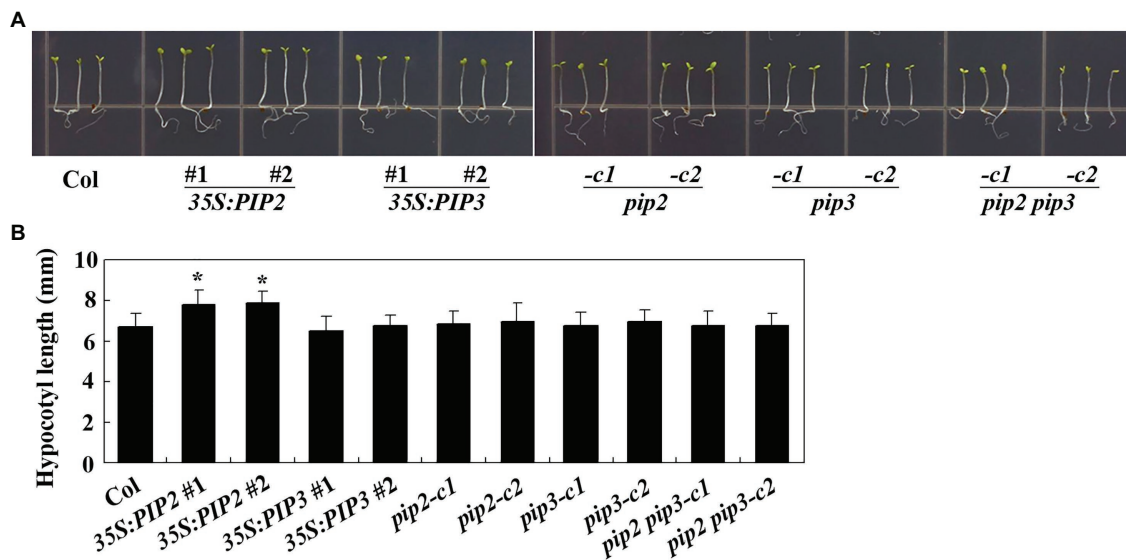 A
Col
#1 #2 #1 #2 -c1 -c2 -c1 -c2 -c1 -c2
35S:PIP2 35S:PIP3 pip2 pip3 pip2 pip3
B
Hypocotyl length (mm)
10
8
6
4
2
0
* *
Col
35S:PIP2 #1
35S:PIP2 #2
35S:PIP3 #1
35S:PIP3 #2
pip2-c1
pip2-c2
pip3-c1
pip3-c2
pip2 pip3-c1
pip2 pip3-c2